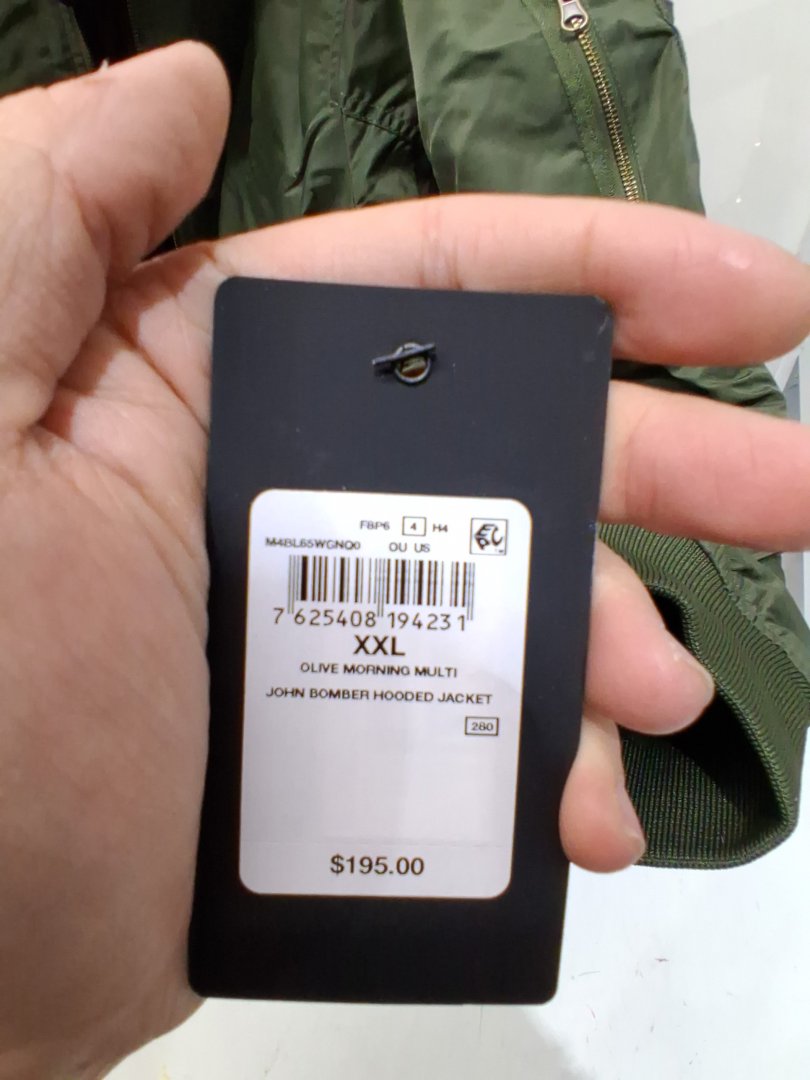 F8P6 4 H4
M4BL65WGNQ0 OU US
7 625408 194231
XXL
OLIVE MORNING MULTI
JOHN BOMBER HOODED JACKET
280
$195.00